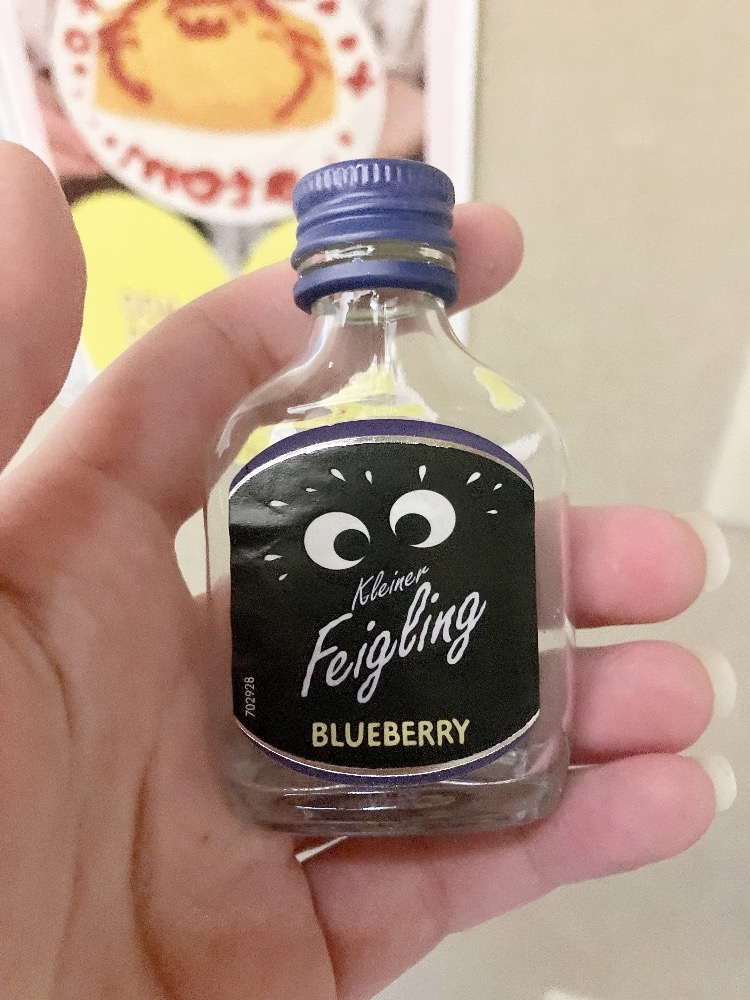 Kleiner
Feigling
BLUEBERRY
702928